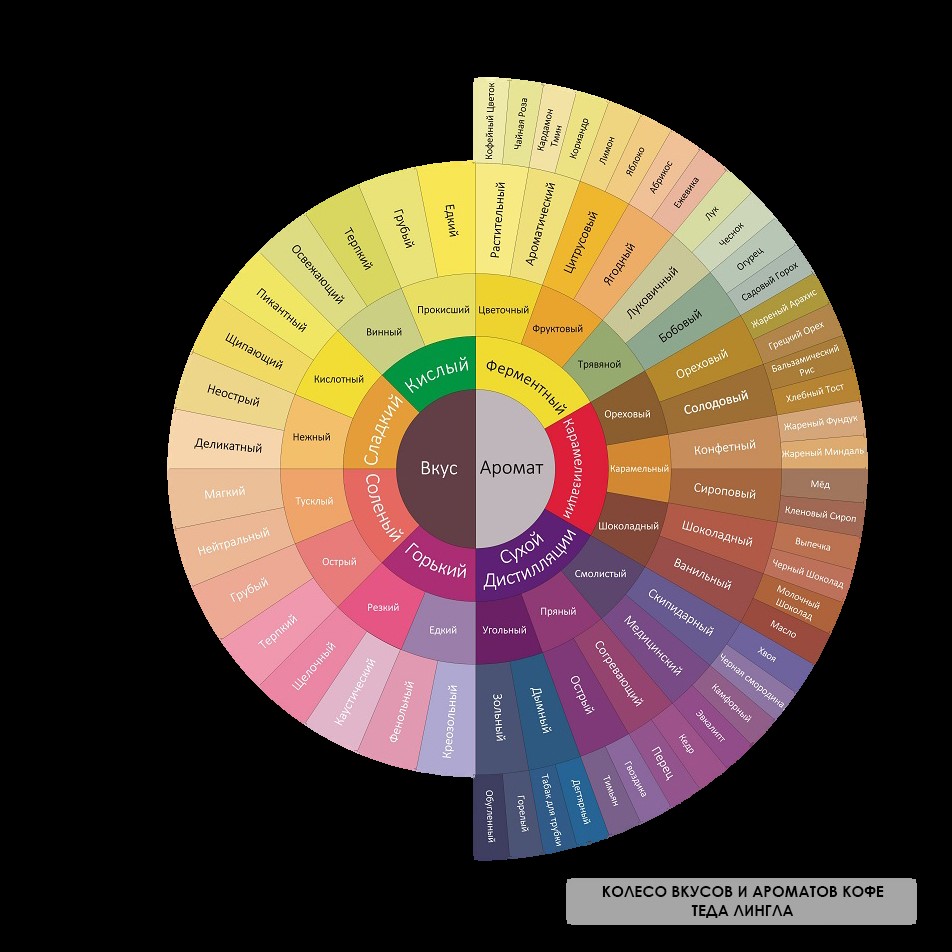 Вкус
Аромат
Кислый
Сладкий
Соленый
Горький
Ферментный
Карамелизации
Сухой
Дистилляции
Прокисший
Винный
Кислотный
Нежный
Тусклый
Острый
Резкий
Едкий
Цветочный
Фруктовый
Трявяной
Ореховый
Карамельный
Шоколадный
Смолистый
Пряный
Угольный
Едкий
Грубый
Терпкий
Освежающий
Пикантный
Щипающий
Неострый
Деликатный
Мягкий
Нейтральный
Грубый
Терпкий
Щелочный
Каустический
Фенольный
Креозольный
Растительный
Ароматический
Цитрусовый
Ягодный
Луковичный
Бобовый
Ореховый
Солодовый
Конфетный
Сироповый
Шоколадный
Ванильный
Скипидарный
Медицинский
Согревающий
Острый
Дымный
Зольный
Кофейный Цветок
Чайная Роза
Кардамон
Тмин
Кориандр
Лимон
Яблоко
Абрикос
Ежевика
Лук
Чеснок
Огурец
Садовый Горох
Жареный Арахис
Грецкий Орех
Бальзамический
Рис
Хлебный Тост
Жареный Фундук
Жареный Миндаль
Мёд
Кленовый Сироп
Выпечка
Черный Шоколад
Молочный
Шоколад
Масло
Хвоя
Черная смородина
Камфорный
Эвкалипт
Кедр
Перец
Гвоздика
Тимьян
Дегтярный
Табак для трубки
Горелый
Обугленный
КОЛЕСО ВКУСОВ И АРОМАТОВ КОФЕ
ТЕДА ЛИНГЛА